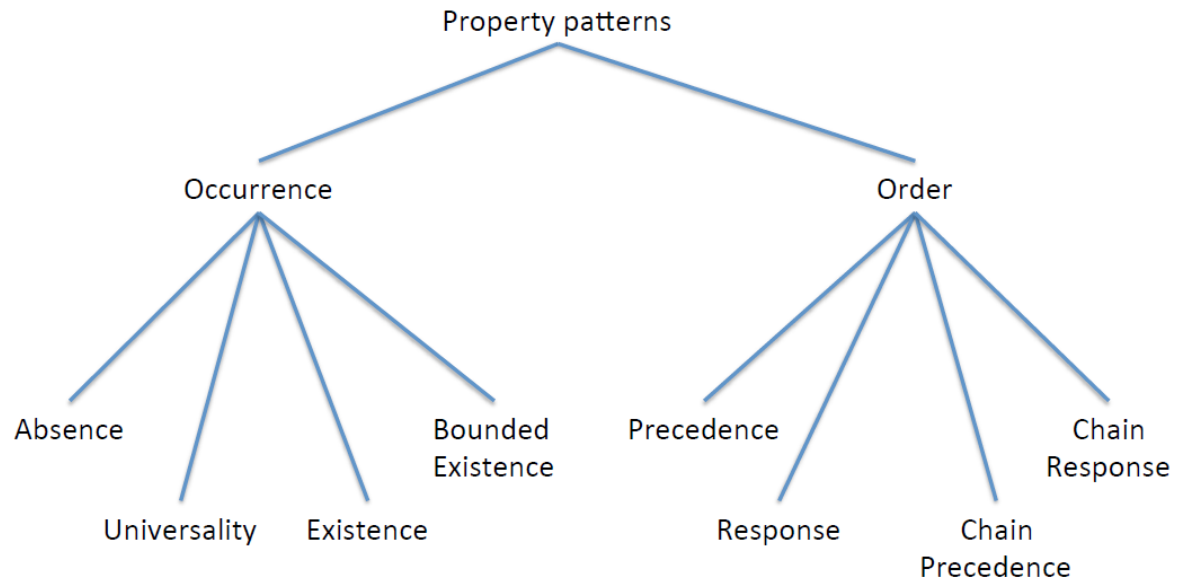 Property patterns
Occurrence
Order
Absence
Universality
Existence
Bounded
Existence
Precedence
Response
Chain
Precedence
Chain
Response